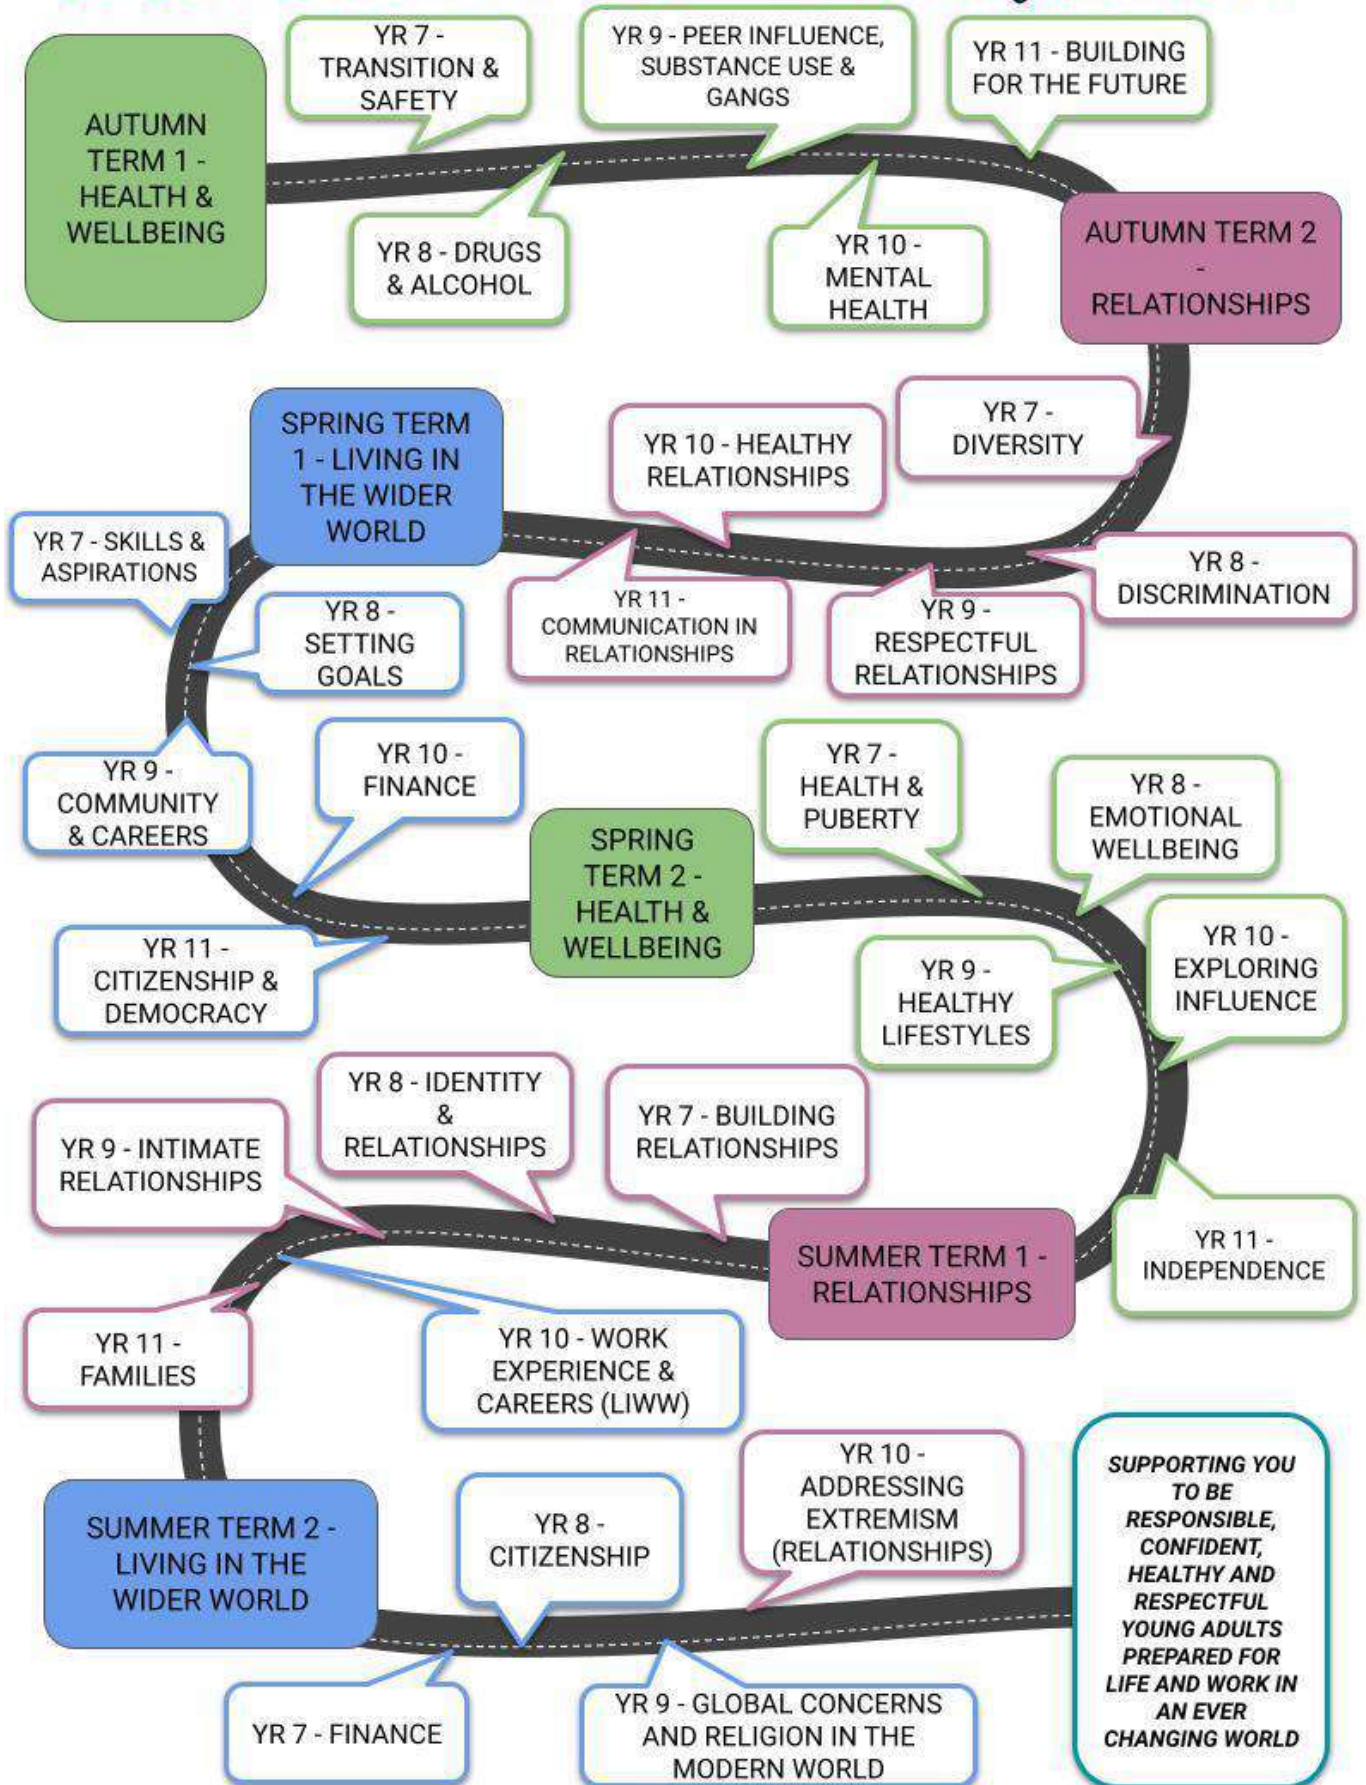 AUTUMN
TERM 1 -
HEALTH &
WELLBEING
YR 7 -
TRANSITION &
SAFETY
YR 8 - DRUGS
& ALCOHOL
YR 9 - PEER INFLUENCE,
SUBSTANCE USE &
GANGS
YR 10 -
MENTAL
HEALTH
YR 11 - BUILDING
FOR THE FUTURE
AUTUMN TERM 2
-
RELATIONSHIPS
YR 7 -
DIVERSITY
YR 8 -
DISCRIMINATION
YR 9 -
RESPECTFUL
RELATIONSHIPS
YR 10 - HEALTHY
RELATIONSHIPS
YR 11 -
COMMUNICATION IN
RELATIONSHIPS
SPRING TERM
1 - LIVING IN
THE WIDER
WORLD
YR 7 - SKILLS &
ASPIRATIONS
YR 8 -
SETTING
GOALS
YR 9 -
COMMUNITY
& CAREERS
YR 10 -
FINANCE
YR 11 -
CITIZENSHIP &
DEMOCRACY
SPRING
TERM 2 -
HEALTH &
WELLBEING
YR 7 -
HEALTH &
PUBERTY
YR 8 -
EMOTIONAL
WELLBEING
YR 9 -
HEALTHY
LIFESTYLES
YR 10 -
EXPLORING
INFLUENCE
YR 11 -
INDEPENDENCE
SUMMER TERM 1 -
RELATIONSHIPS
YR 7 - BUILDING
RELATIONSHIPS
YR 8 - IDENTITY
&
RELATIONSHIPS
YR 9 - INTIMATE
RELATIONSHIPS
YR 10 - WORK
EXPERIENCE &
CAREERS (LIWW)
YR 11 -
FAMILIES
SUMMER TERM 2 -
LIVING IN THE
WIDER WORLD
YR 7 - FINANCE
YR 8 -
CITIZENSHIP
YR 9 - GLOBAL CONCERNS
AND RELIGION IN THE
MODERN WORLD
YR 10 -
ADDRESSING
EXTREMISM
(RELATIONSHIPS)
SUPPORTING YOU
TO BE
RESPONSIBLE,
CONFIDENT,
HEALTHY AND
RESPECTFUL
YOUNG ADULTS
PREPARED FOR
LIFE AND WORK IN
AN EVER
CHANGING WORLD